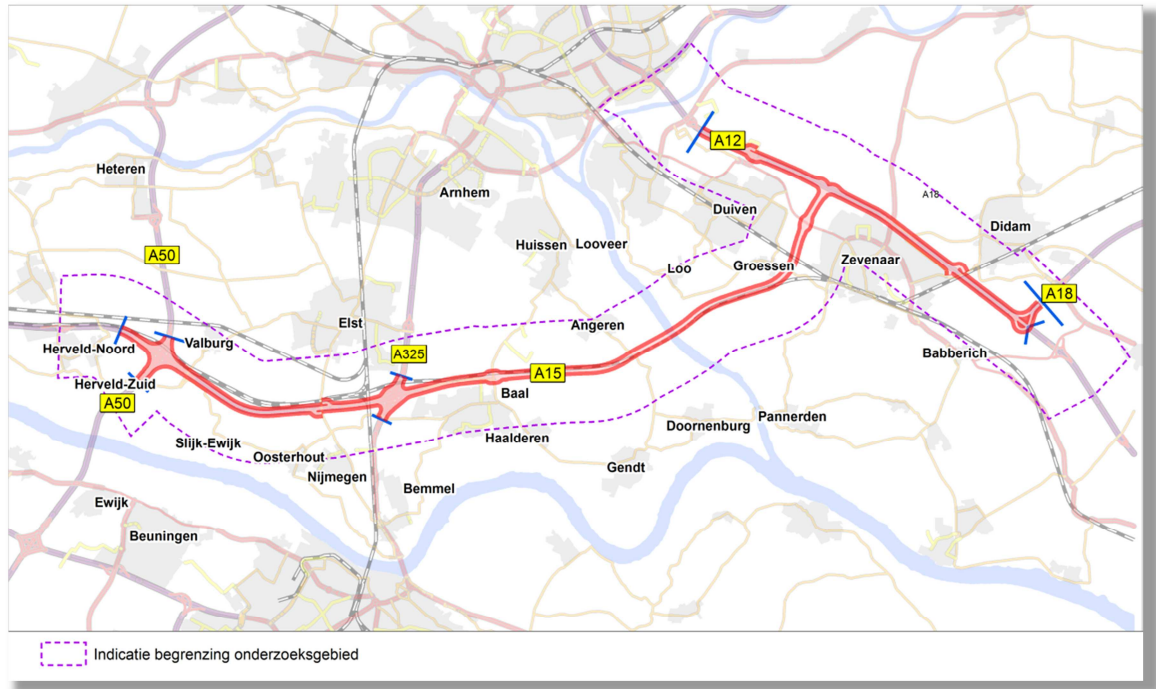 A12
Heteren
Arnhem
A18
Duiven
Didam
Huissen
Looveer
A50
Zevenaar
Loo
Groessen
A18
Elst
Angeren
Valburg
Herveld-Noord
A325
Babberich
A15
Herveld-Zuid
Baal
A50
Pannerden
Doornenburg
Haalderen
Slijk-Ewijk
Oosterhout
Gendt
Nijmegen
Bemmel
Ewijk
Beuningen
Indicatie begrenzing onderzoeksgebied